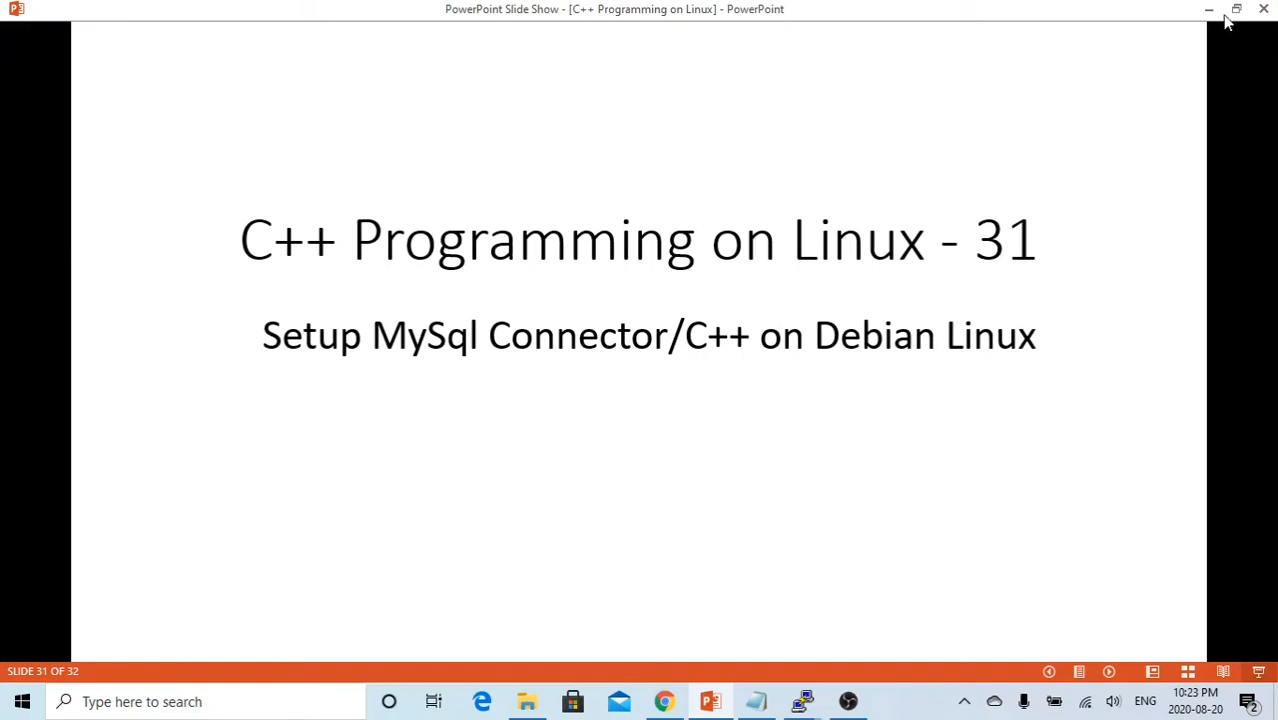 PowerPoint Slide Show - [C++ Programming on Linux] - PowerPoint
C++ Programming on Linux - 31
Setup MySql Connector/C++ on Debian Linux
SLIDE 31 OF 32
Type here to search
ENG
10:23 PM
2020-08-20
2